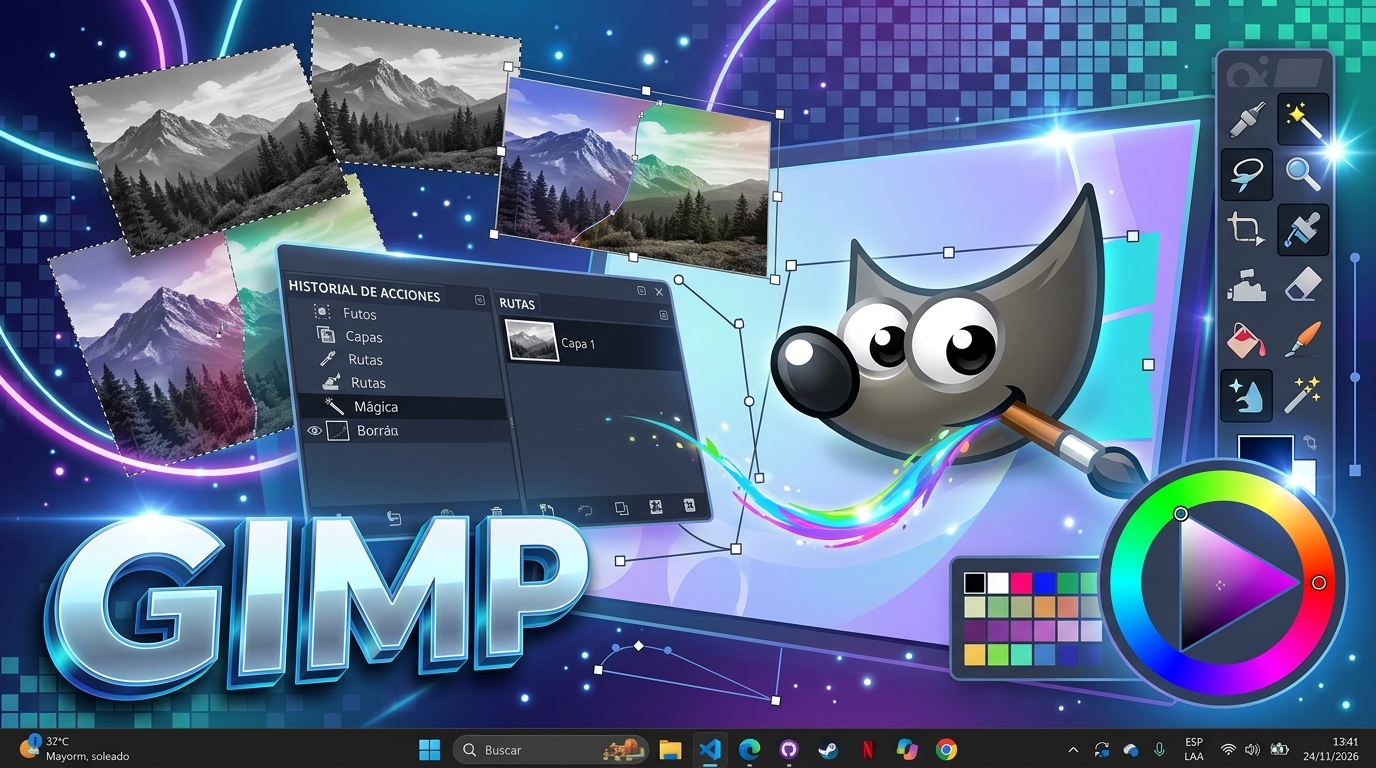 HISTORIAL DE ACCIONES
Futos
Capas
Rutas
Rutas
Mágica
Borráɑ
RUTAS
Capa 1
GIMP
32°C
Mayorm, soleado
Buscar
ESP
LAA
13:41
24/11/2026